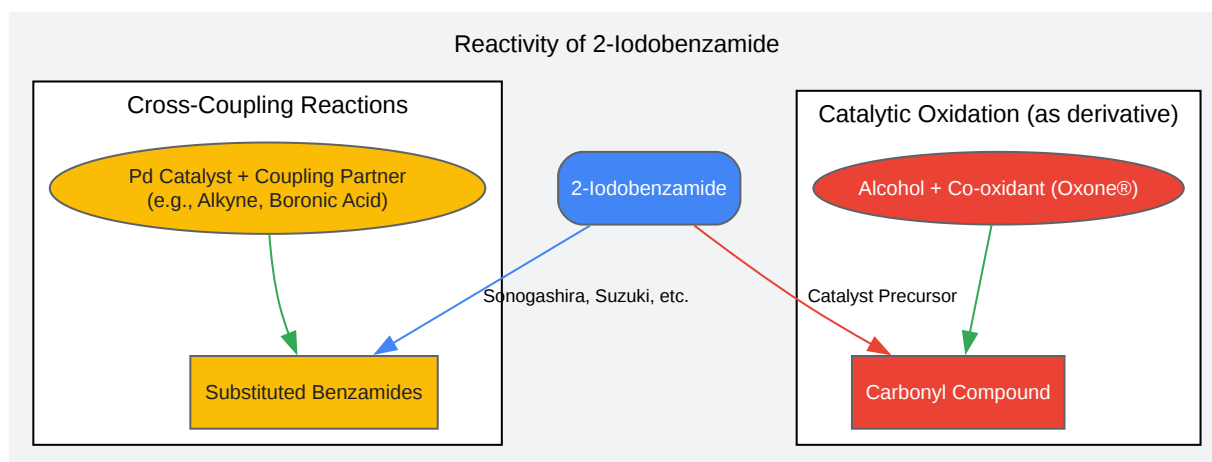 Reactivity of 2-Iodobenzamide
Cross-Coupling Reactions
Pd Catalyst + Coupling Partner
(e.g., Alkyne, Boronic Acid)
2-Iodobenzamide
Catalytic Oxidation (as derivative)
Alcohol + Co-oxidant (Oxone®)
Sonogashira, Suzuki, etc.
Catalyst Precursor
Substituted Benzamides
Carbonyl Compound